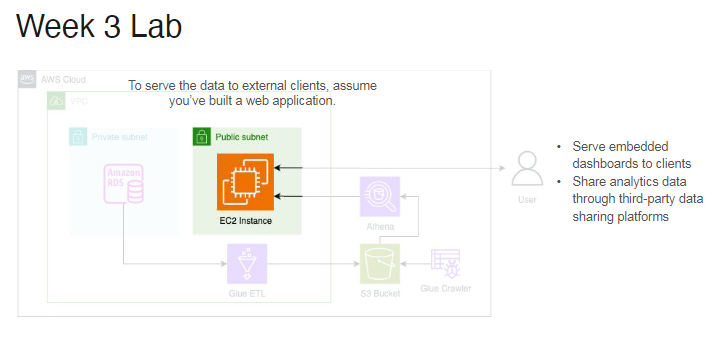 Week 3 Lab
aws
AWS Cloud
To serve the data to external clients, assume
you've built a web application.
VPC
Private subnet
Public subnet
Amazon
RDS
EC2 Instance
Athena
User
Glue ETL
S3 Bucket
Glue Crawler
• Serve embedded
dashboards to clients
• Share analytics data
through third-party data
sharing platforms